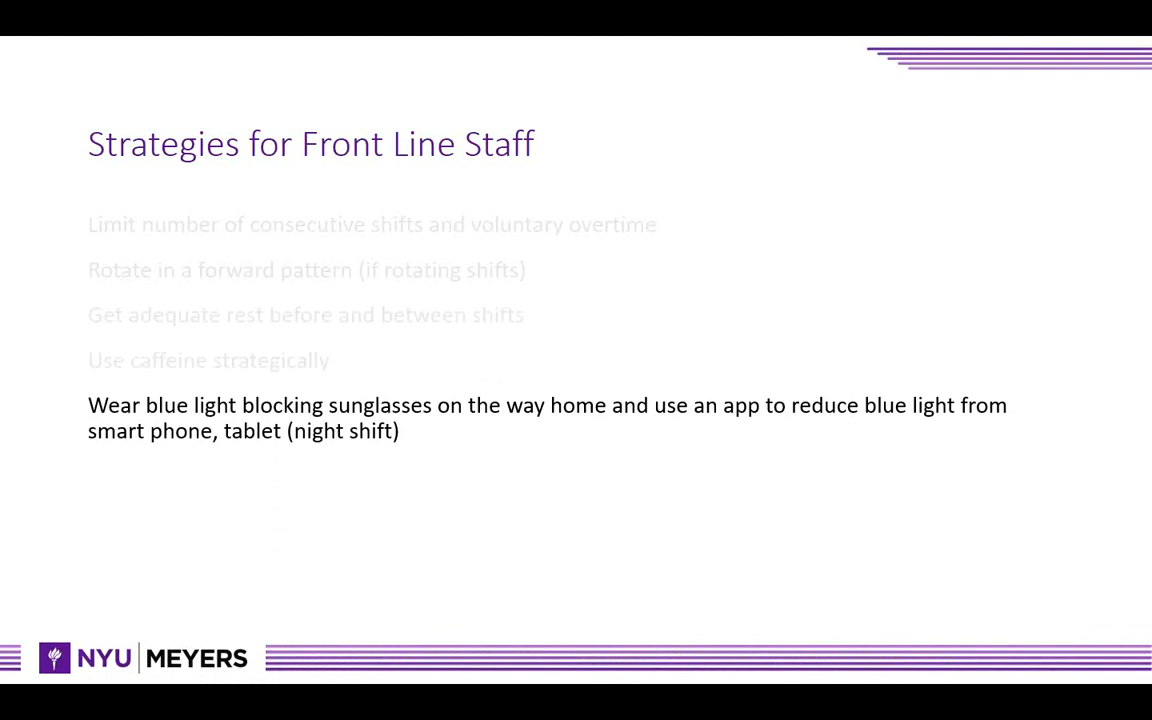 Strategies for Front Line Staff
Limit number of consecutive shifts and voluntary overtime
Rotate in a forward pattern (if rotating shifts)
Get adequate rest before and between shifts
Use caffeine strategically
Wear blue light blocking sunglasses on the way home and use an app to reduce blue light from
smart phone, tablet (night shift)
NYU MEYERS